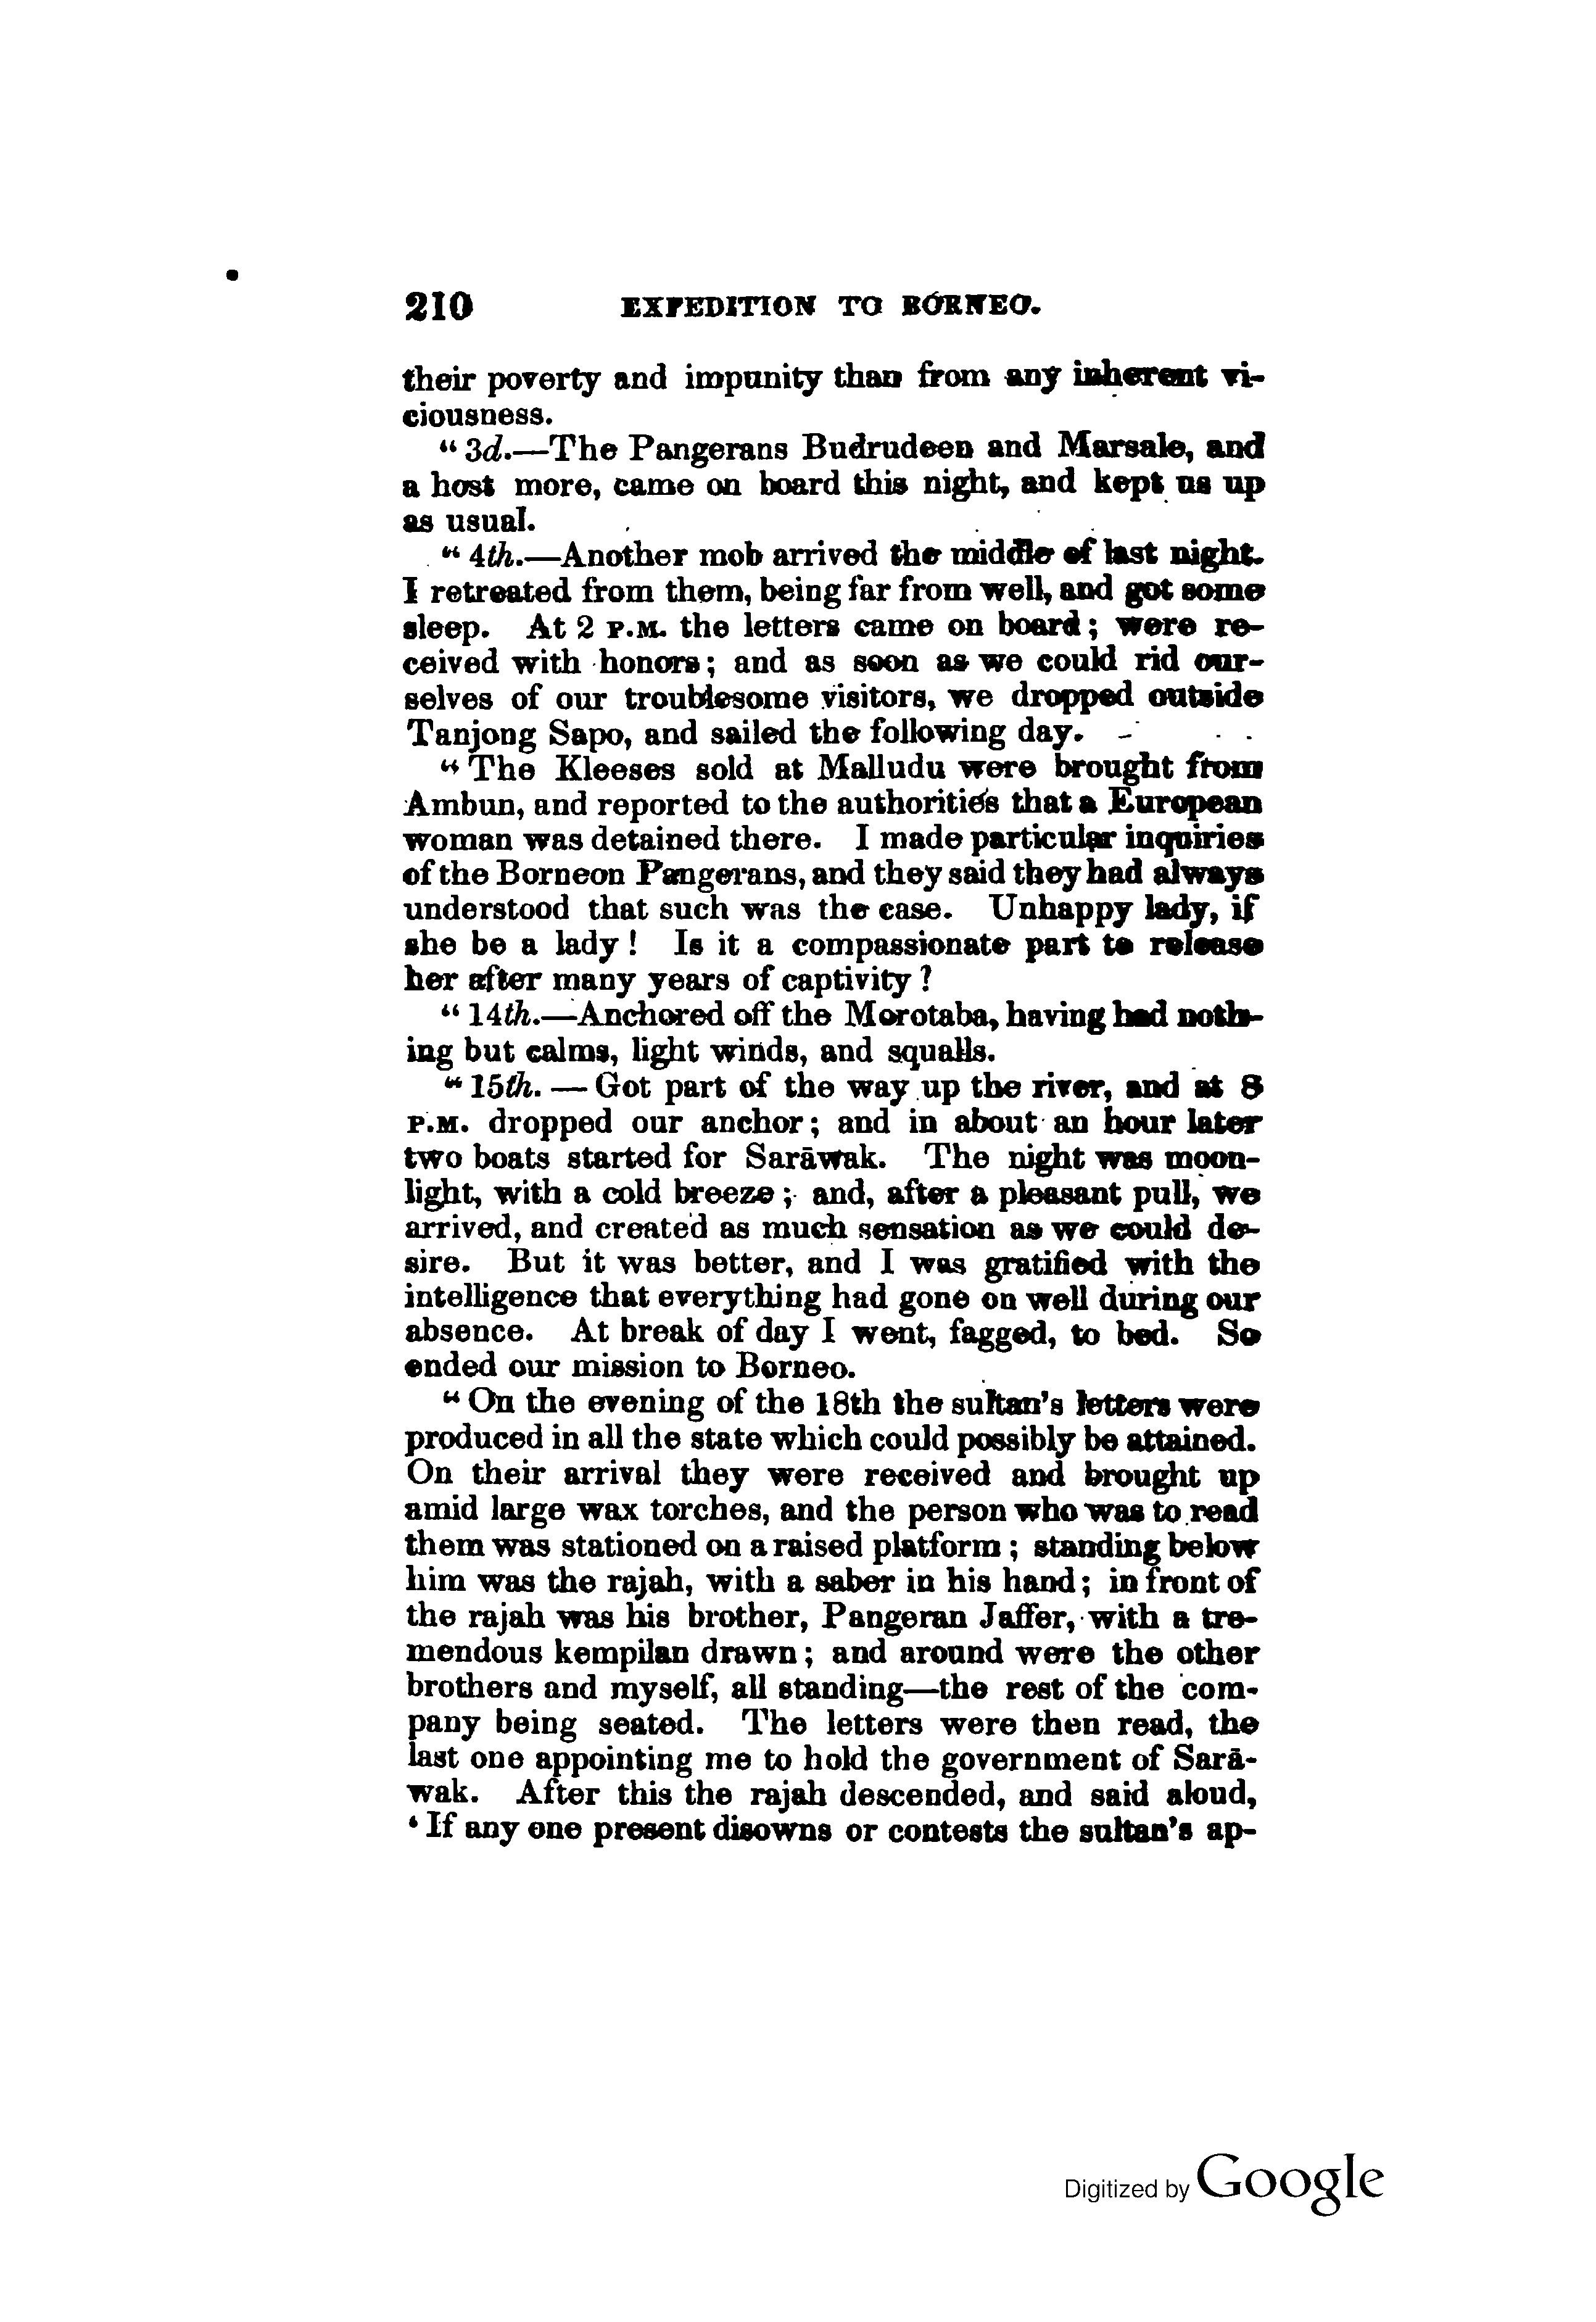 210 EXPEDITION TO BORNEO.
their poverty and impunity than from any inherent vi-
ciousness.
“ 3d.—The Pangerans Budrudeen and Marsale, and
a host more, came on board this night, and kept us up
as usual.
“ 4th.—Another mob arrived the middle of last night.
I retreated from them, being far from well, and got some
sleep. At 2 P.M. the letters came on board; were re-
ceived with honors; and as soon as we could rid our-
selves of our troublesome visitors, we dropped outside
Tanjong Sapo, and sailed the following day.
“ The Kleeses sold at Malludu were brought from
Ambun, and reported to the authorities that a European
woman was detained there. I made particular inquiries
of the Borneon Pangerans, and they said they had always
understood that such was the case. Unhappy lady, if
she be a lady! Is it a compassionate part to release
her after many years of captivity?
“ 14th.—Anchored off the Morotaba, having had noth-
ing but calms, light winds, and squalls.
“ 15th. — Got part of the way up the river, and at 8
P.M. dropped our anchor; and in about an hour later
two boats started for Sarāwak. The night was moon-
light, with a cold breeze; and, after a pleasant pull, we
arrived, and created as much sensation as we could de-
sire. But it was better, and I was gratified with the
intelligence that everything had gone on well during our
absence. At break of day I went, fagged, to bed. So
ended our mission to Borneo.
“ On the evening of the 18th the sultan's letters were
produced in all the state which could possibly be attained.
On their arrival they were received and brought up
amid large wax torches, and the person who was to read
them was stationed on a raised platform; standing below
him was the rajah, with a saber in his hand; in front of
the rajah was his brother, Pangeran Jaffer, with a tre-
mendous kempilan drawn; and around were the other
brothers and myself, all standing—the rest of the com-
pany being seated. The letters were then read, the
last one appointing me to hold the government of Sarā-
wak. After this the rajah descended, and said aloud,
‘ If any one present disowns or contests the sultan's ap-
Digitized by Google